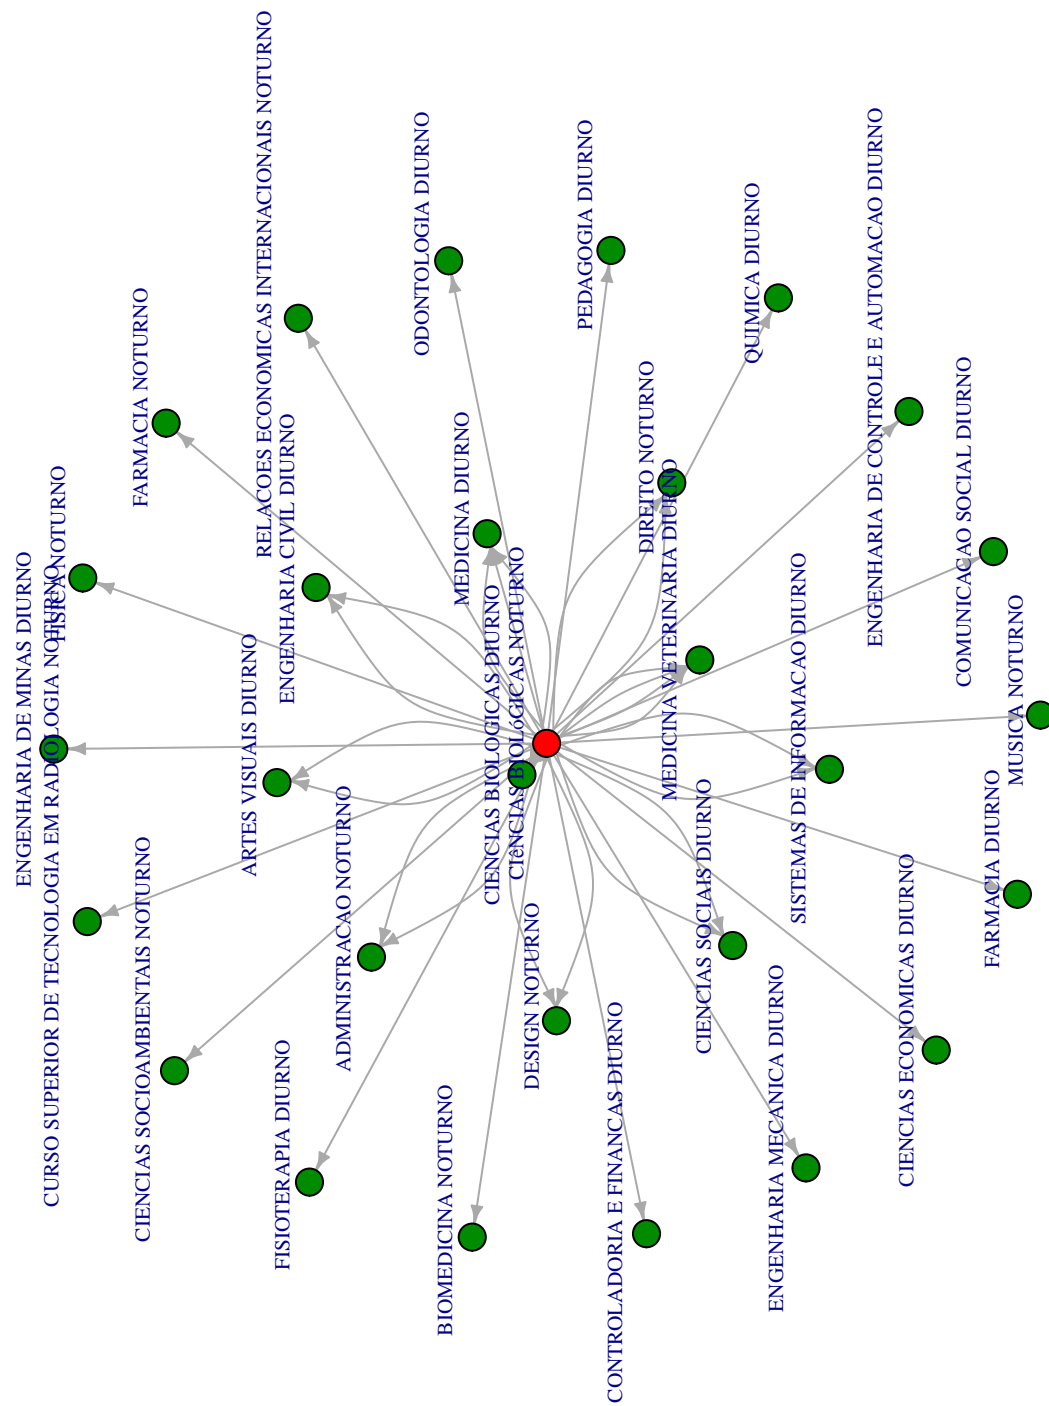 RELACOES ECONOMICAS INTERNACIONAIS NOTURNO
ODONTOLOGIA DIURNO
PEDAGOGIA DIURNO
QUIMICA DIURNO
ENGENHARIA DE CONTROLE E AUTOMACAO DIURNO
FARMACIA NOTURNO
ENGENHARIA CIVIL DIURNO
MEDICINA DIURNO
DIREITO NOTURNO
COMUNICACAO SOCIAL DIURNO
FISICA NOTURNO
ENGENHARIA DE MINAS DIURNO
CURSO SUPERIOR DE TECNOLOGIA EM RADIOLOGIA NOTURNO
ARTES VISUAIS DIURNO
CIENCIAS BIOLOGICAS DIURNO
CIêNCIAS BIOLóGICAS NOTURNO
MEDICINA VETERINARIA DIURNO
SISTEMAS DE INFORMACAO DIURNO
MUSICA NOTURNO
CIENCIAS SOCIOAMBIENTAIS NOTURNO
ADMINISTRACAO NOTURNO
DESIGN NOTURNO
CIENCIAS SOCIAIS DIURNO
CIENCIAS ECONOMICAS DIURNO
FARMACIA DIURNO
FISIOTERAPIA DIURNO
BIOMEDICINA NOTURNO
CONTROLADORIA E FINANCAS DIURNO
ENGENHARIA MECANICA DIURNO